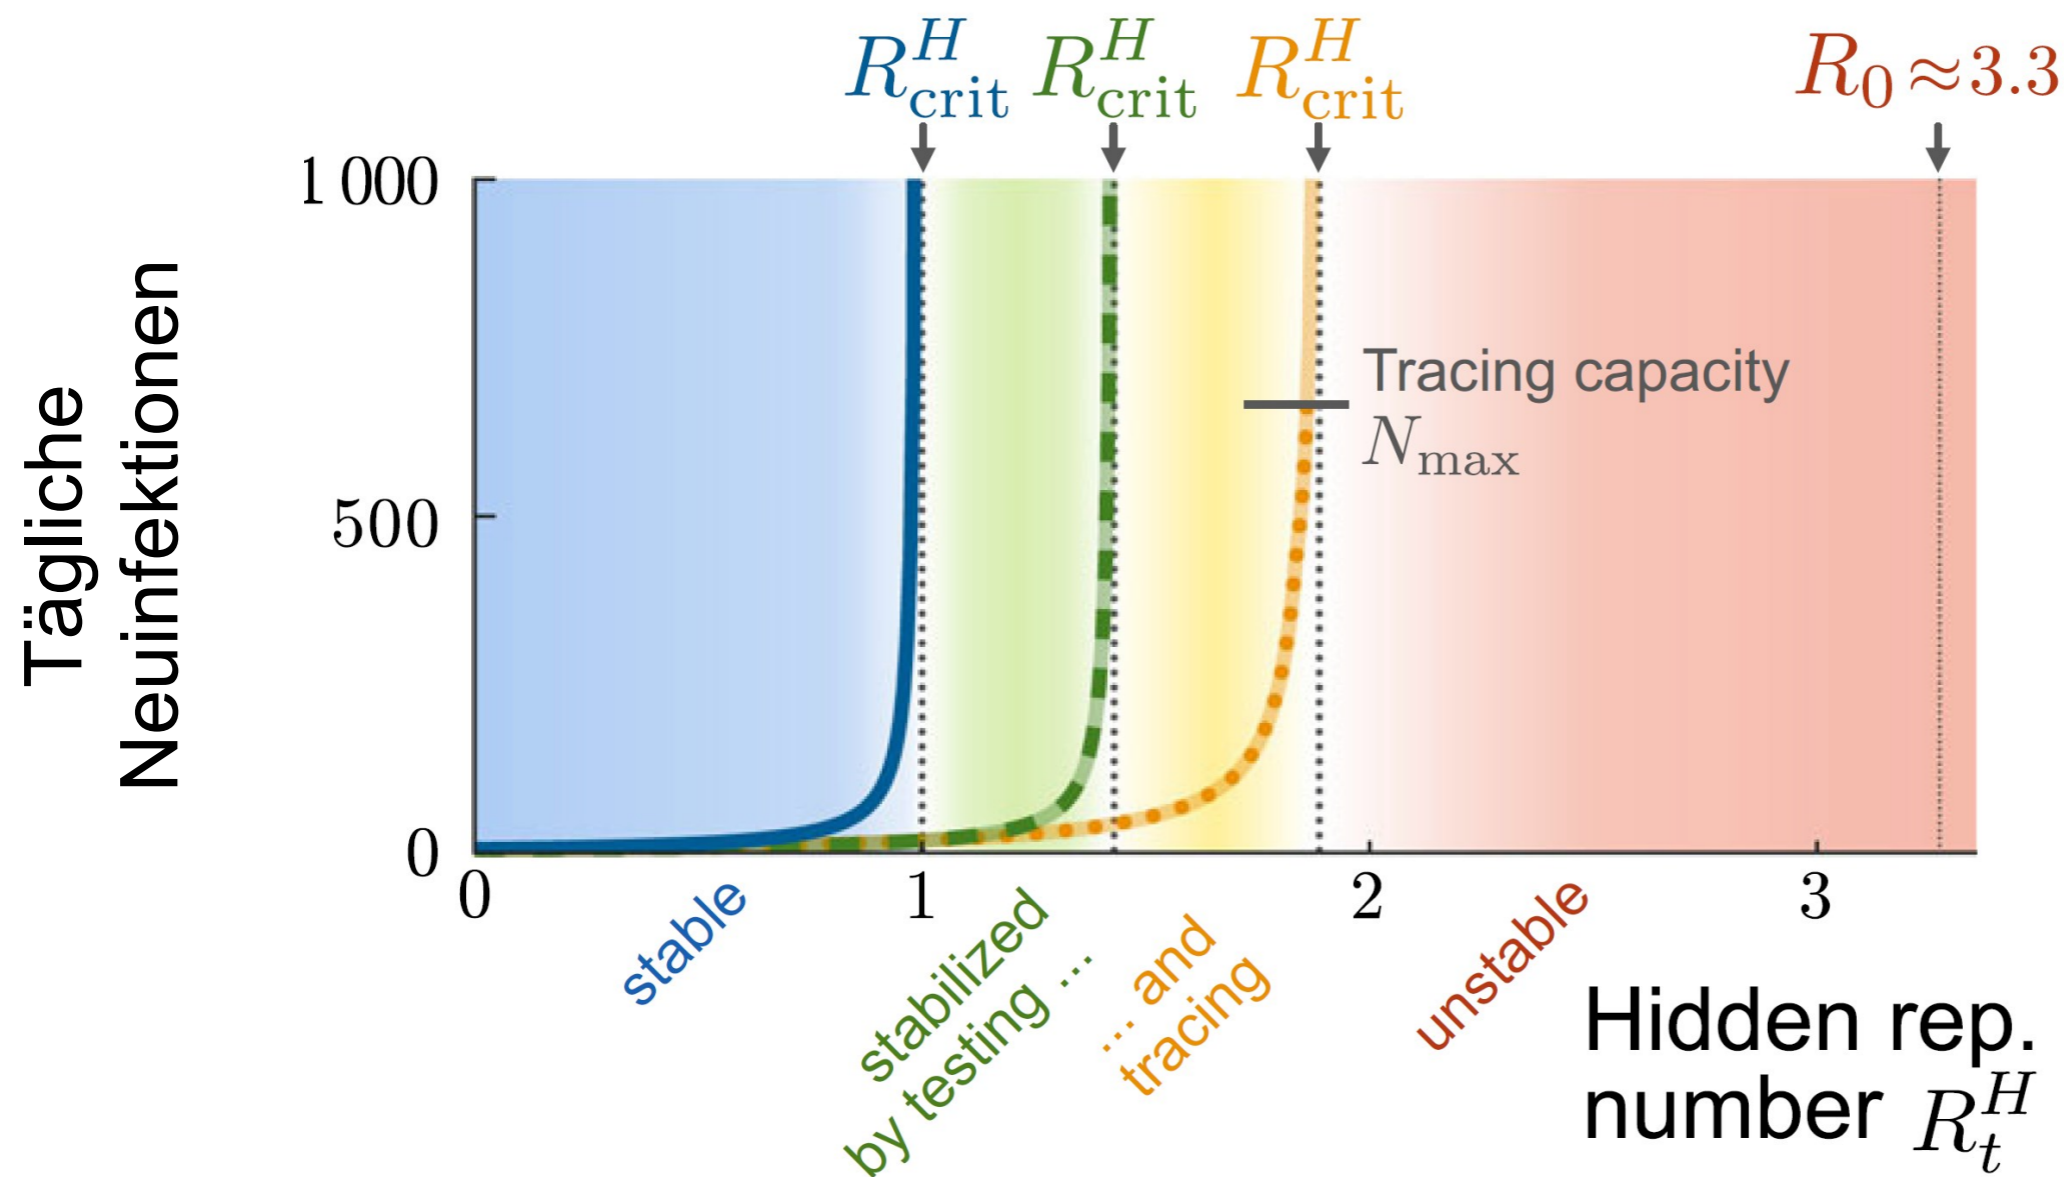 R^H_crit R^H_crit R^H_crit R_0 ≈3.3
1 000
500
0
Tägliche
Neuinfektionen
Tracing capacity
N_max
0 1 2 3
stable
stabilized
by testing ...
... and
tracing
unstable
Hidden rep.
number R^H_t